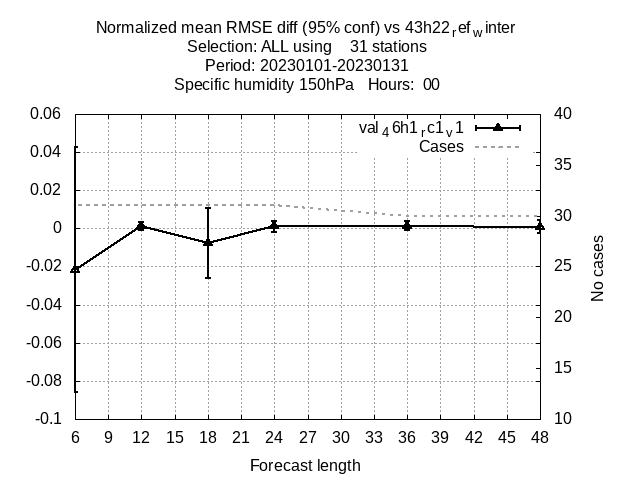 Normalized mean RMSE diff (95% conf) vs 43h22refwinter
Selection: ALL using 31 stations
Period: 20230101-20230131
Specific humidity 150hPa Hours: 00
val46h1rc1v1
Cases
0.06
0.04
0.02
0
-0.02
-0.04
-0.06
-0.08
-0.1
40
35
30
25
20
15
10
No cases
6 9 12 15 18 21 24 27 30 33 36 39 42 45 48
Forecast length